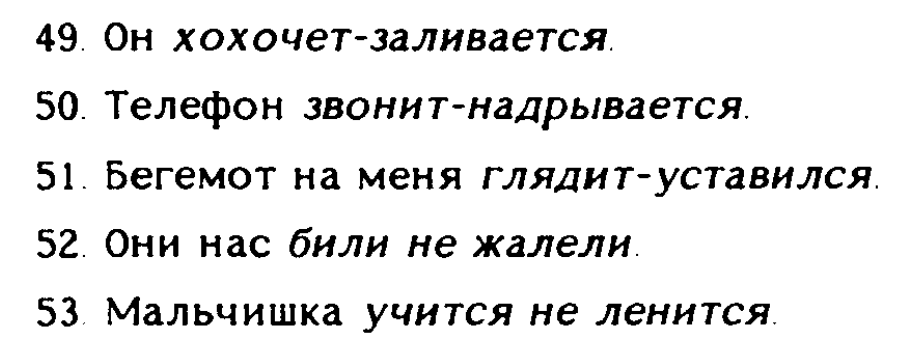 49. Он хохочет-заливается.
50. Телефон звонит-надрывается.
51. Бегемот на меня глядит-уставился.
52. Они нас били не жалели.
53. Мальчишка учится не ленится.